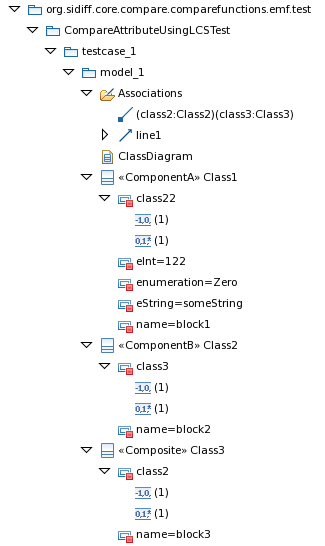 org.sidiff.core.compare.comparefunctions.emf.test
CompareAttributeUsingLCSTest
testcase_1
model_1
Associations
(class2:Class2)(class3:Class3)
line1
ClassDiagram
«ComponentA» Class1
class22
-1,0, (1)
0,1,* (1)
eInt=122
enumeration=Zero
eString=someString
name=block1
«ComponentB» Class2
class3
-1,0, (1)
0,1,* (1)
name=block2
«Composite» Class3
class2
-1,0, (1)
0,1,* (1)
name=block3